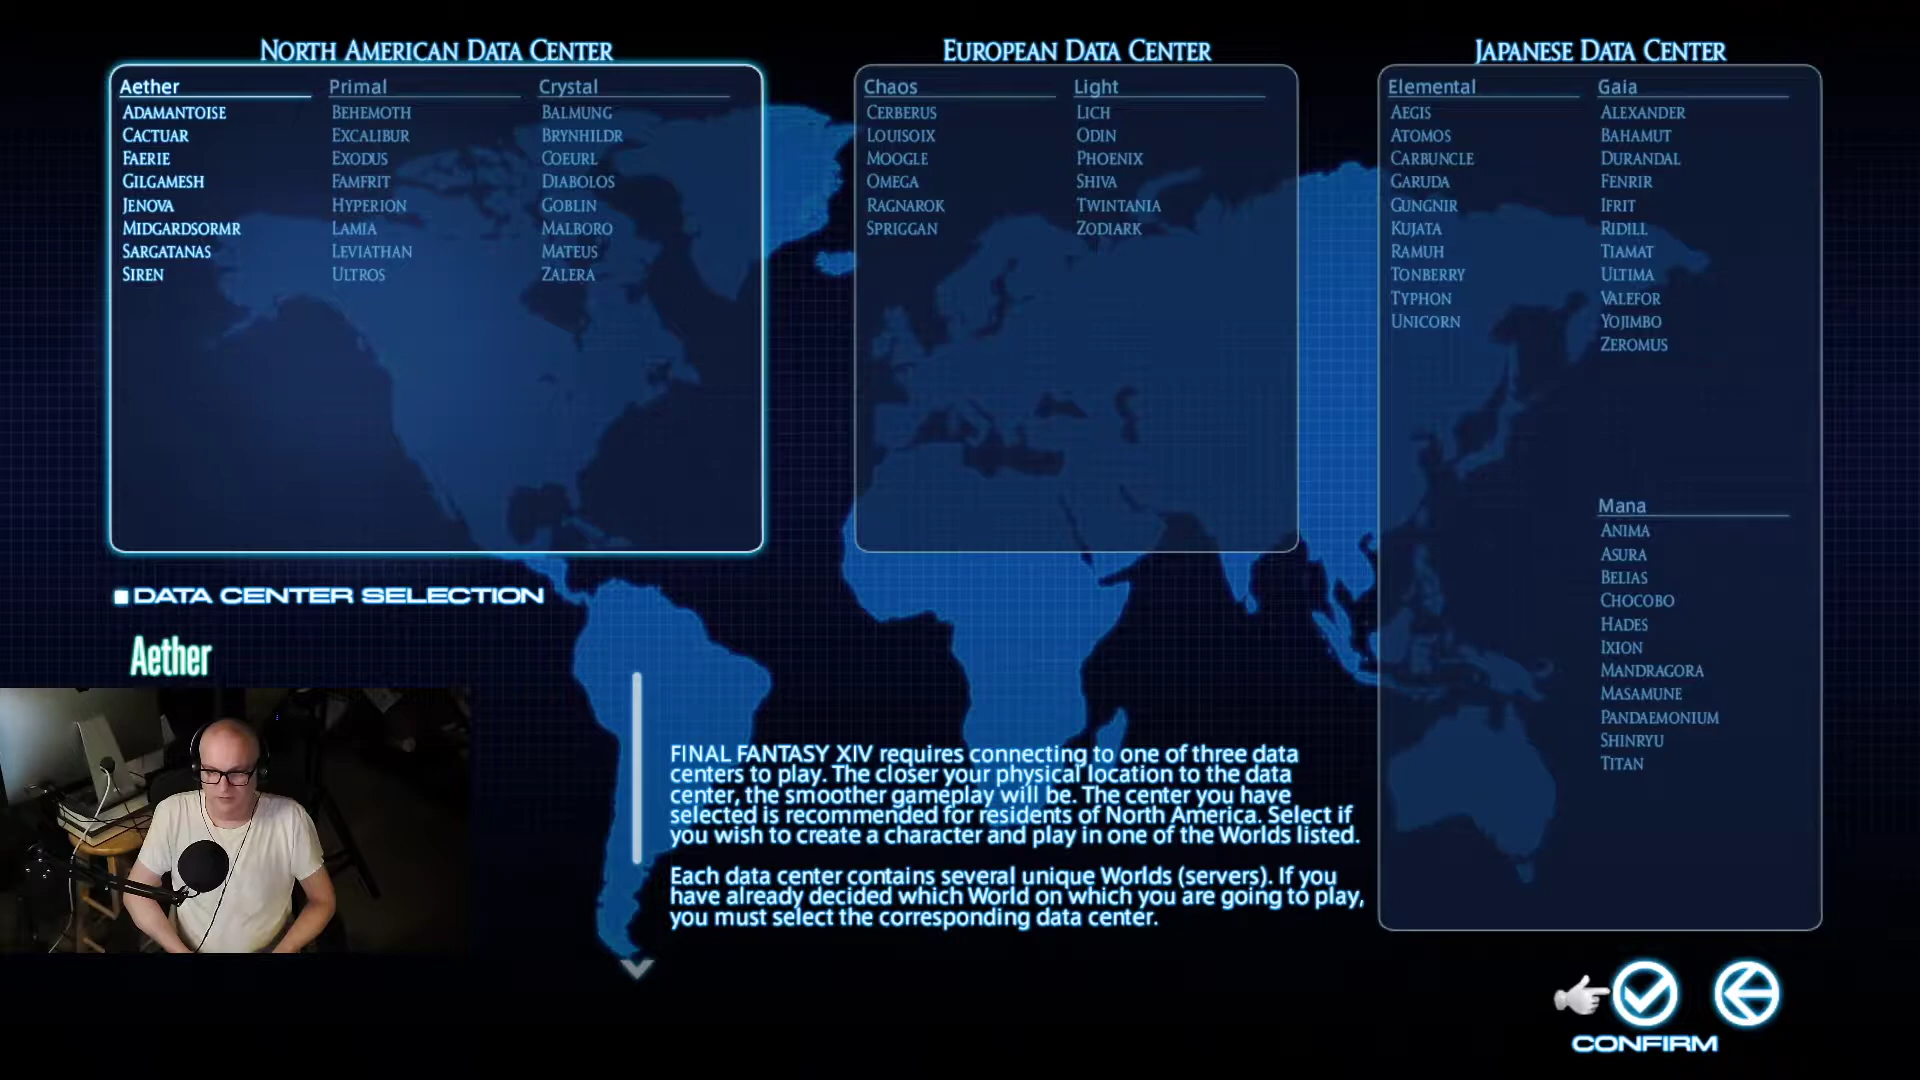 NORTH AMERICAN DATA CENTER
Aether
ADAMANTOISE
CACTUAR
FAERIE
GILGAMESH
JENOVA
MIDGARDSORMR
SARGATANAS
SIREN
Primal
BEHEMOTH
EXCALIBUR
EXODUS
FAMFRIT
HYPERION
LAMIA
LEVIATHAN
ULTROS
Crystal
BALMUNG
BRYNHILDR
COEURL
DIABOLOS
GOBLIN
MALBORO
MATEUS
ZALERA
EUROPEAN DATA CENTER
Chaos
CERBERUS
LOUISOIX
MOOGLE
OMEGA
RAGNAROK
SPRIGGAN
Light
LICH
ODIN
PHOENIX
SHIVA
TWINTANIA
ZODIARK
JAPANESE DATA CENTER
Elemental
AEGIS
ATOMOS
CARBUNCLE
GARUDA
GUNGNIR
KUJATA
RAMUH
TONBERRY
TYPHON
UNICORN
Gaia
ALEXANDER
BAHAMUT
DURANDAL
FENRIR
IFRIT
RIDILL
TIAMAT
ULTIMA
VALEFOR
YOJIMBO
ZEROMUS
Mana
ANIMA
ASURA
BELIAS
CHOCOBO
HADES
IXION
MANDRAGORA
MASAMUNE
PANDAEMONIUM
SHINRYU
TITAN
DATA CENTER SELECTION
Aether
FINAL FANTASY XIV requires connecting to one of three data
centers to play. The closer your physical location to the data
center, the smoother gameplay will be. The center you have
selected is recommended for residents of North America. Select if
you wish to create a character and play in one of the Worlds listed.
Each data center contains several unique Worlds (servers). If you
have already decided which World on which you are going to play,
you must select the corresponding data center.
CONFIRM